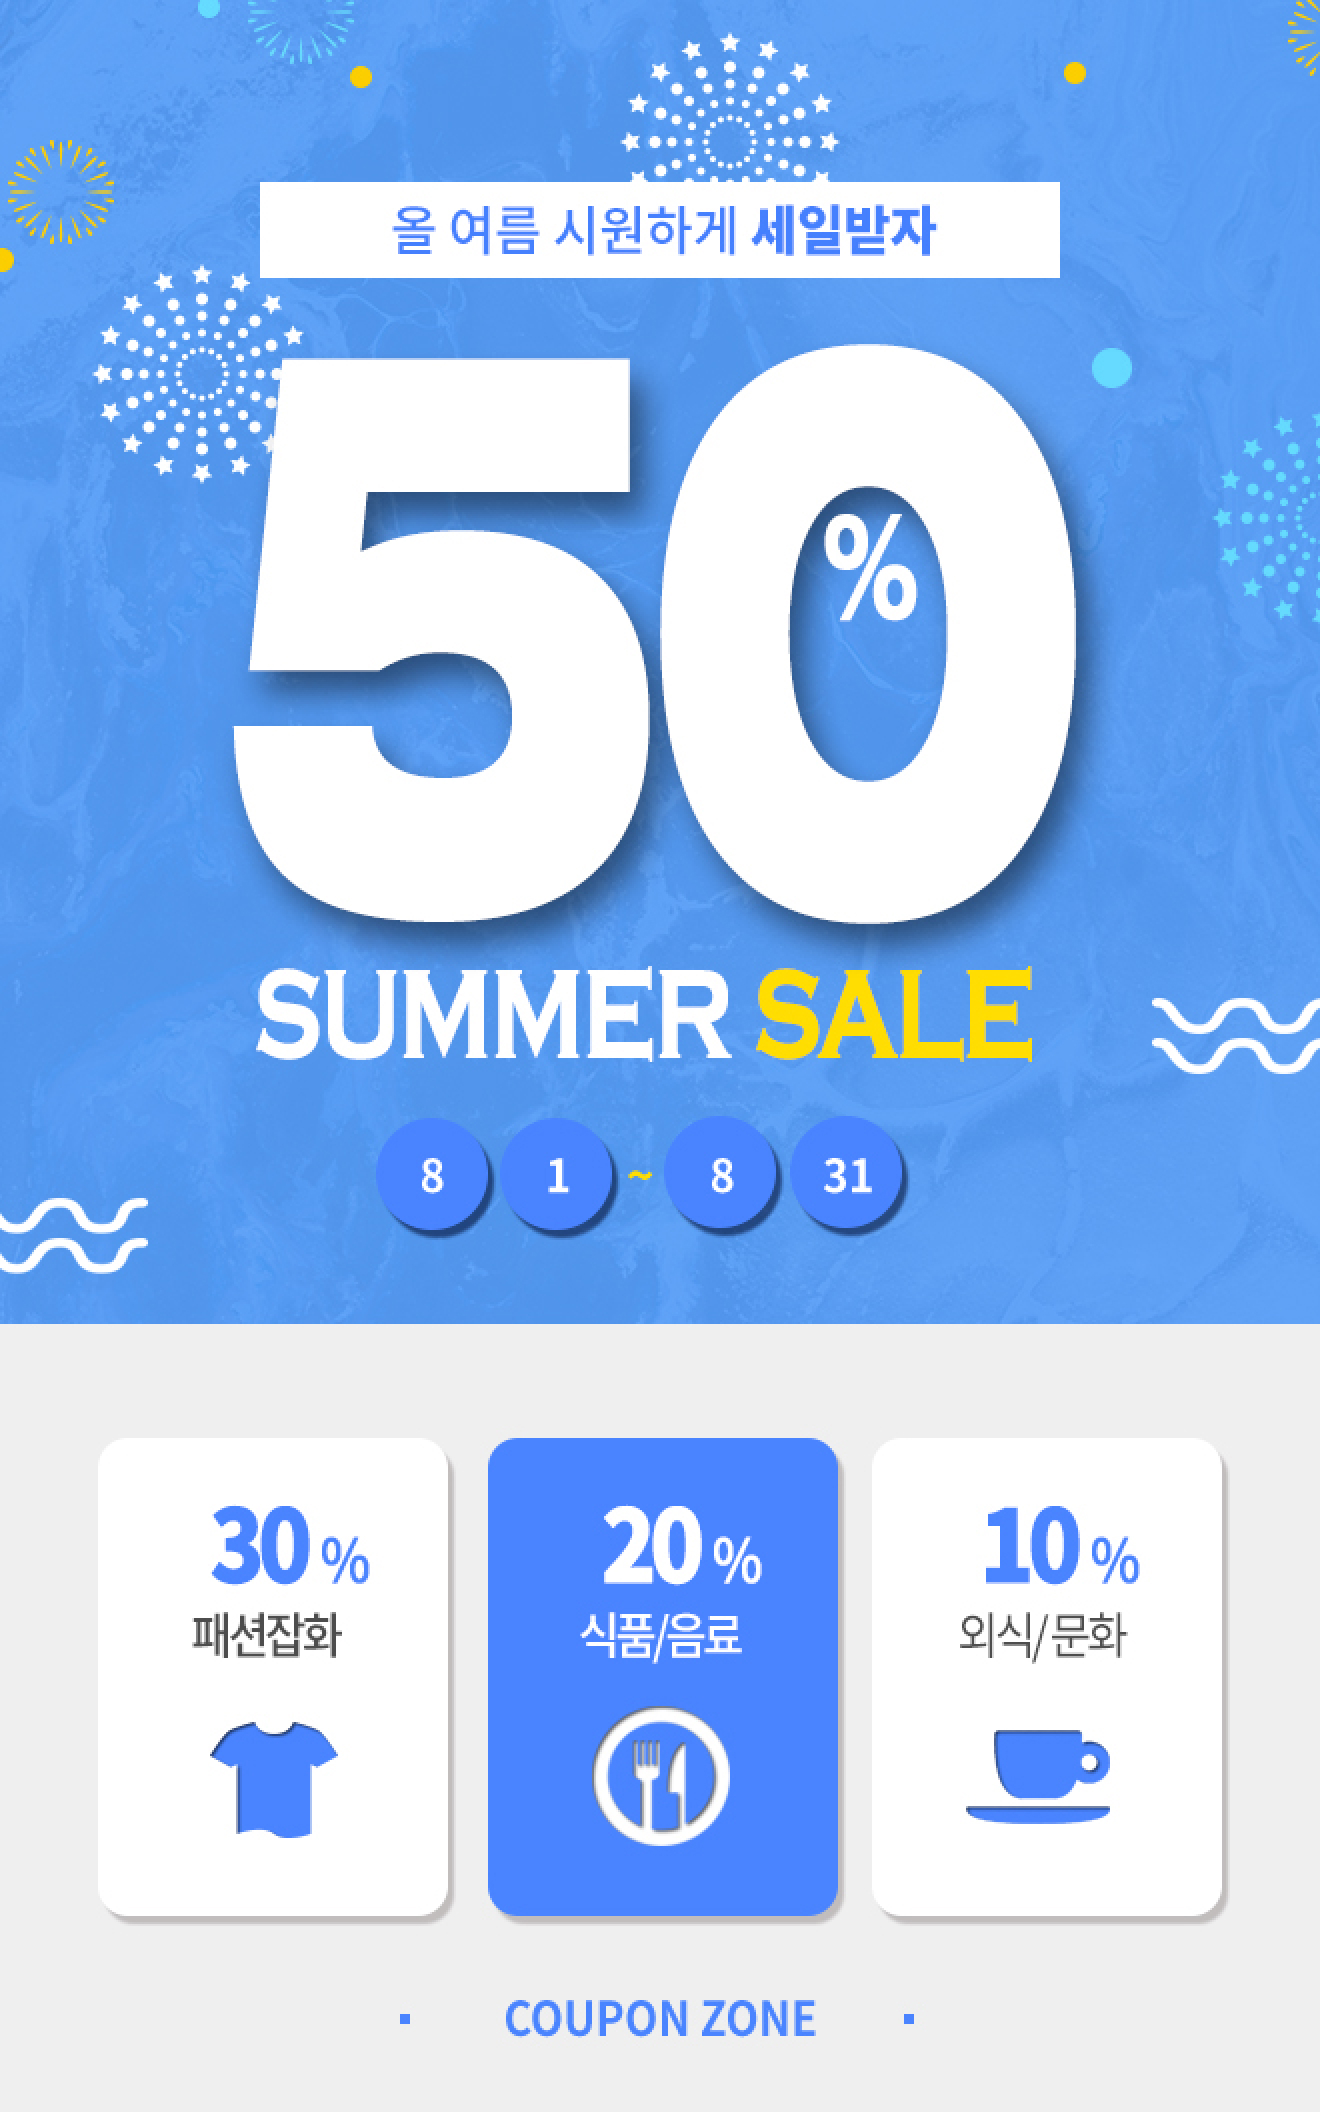 올 여름 시원하게 세일받자
50%
SUMMER SALE
8 1 ~ 8 31
30%
패션잡화
20%
식품/음료
10%
외식/문화
COUPON ZONE